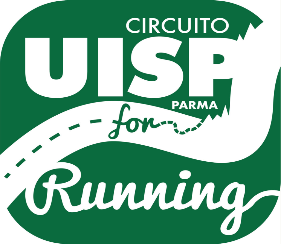 CIRCUITO
UISP
PARMA
for
Running